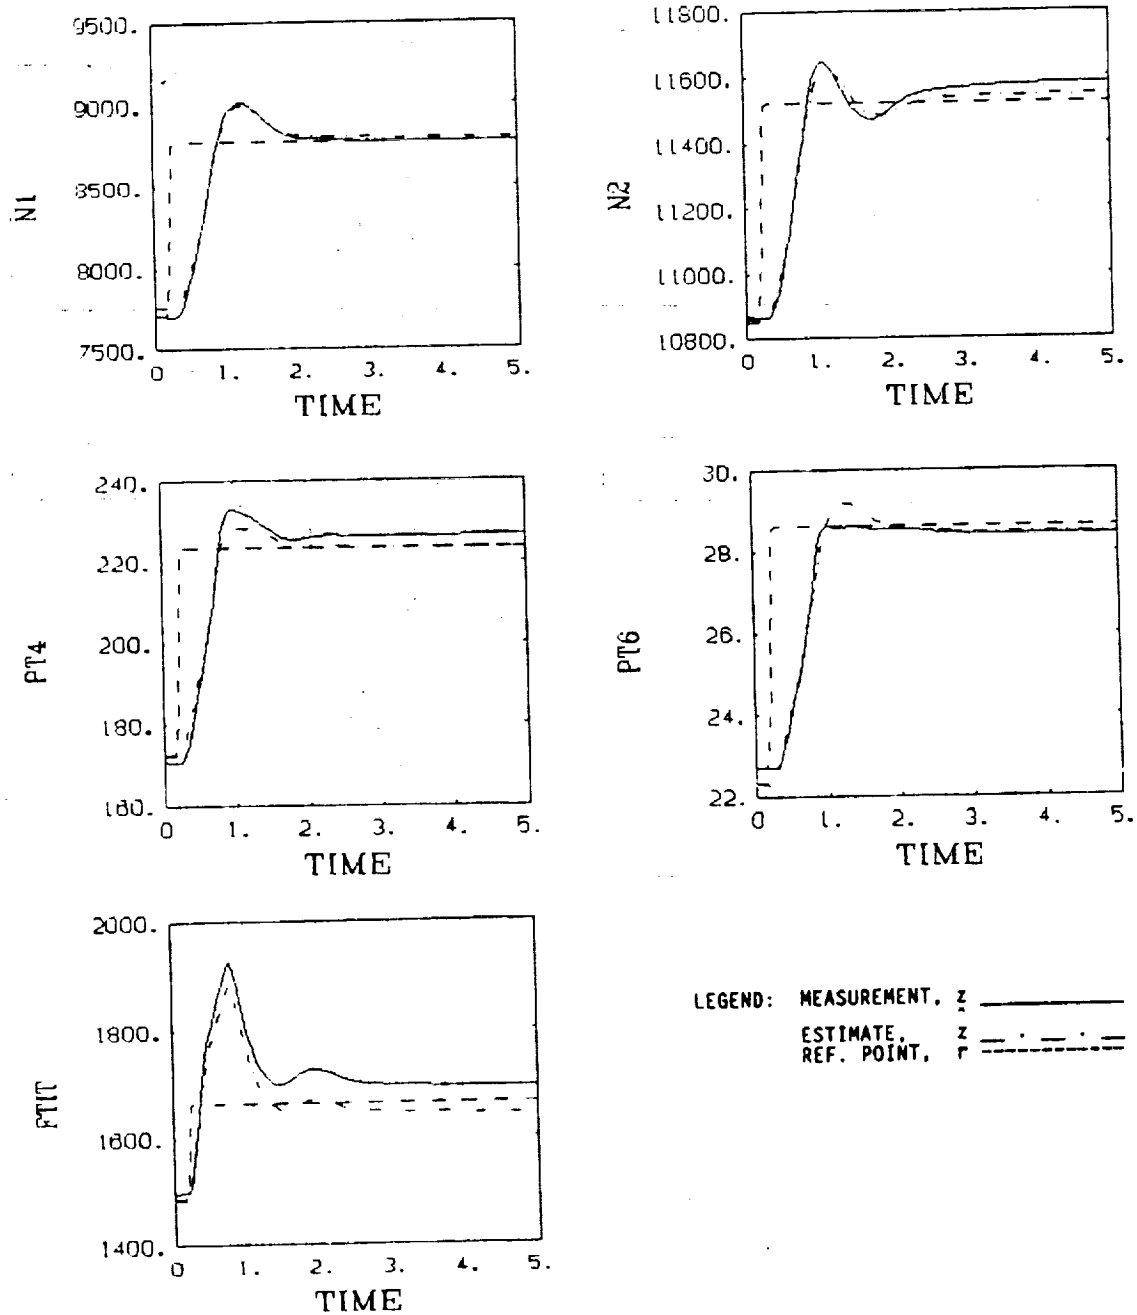 9500.
9000.
8500.
8000.
7500.
N1
0 1. 2. 3. 4. 5.
TIME
11800.
11600.
11400.
11200.
11000.
10800.
N2
0 1. 2. 3. 4. 5.
TIME
240.
220.
200.
180.
160.
PT4
0 1. 2. 3. 4. 5.
TIME
30.
28.
26.
24.
22.
PT6
0 1. 2. 3. 4. 5.
TIME
2000.
1800.
1600.
1400.
FTIT
0 1. 2. 3. 4. 5.
TIME
LEGEND: MEASUREMENT, z
ESTIMATE, ẑ
REF. POINT, r